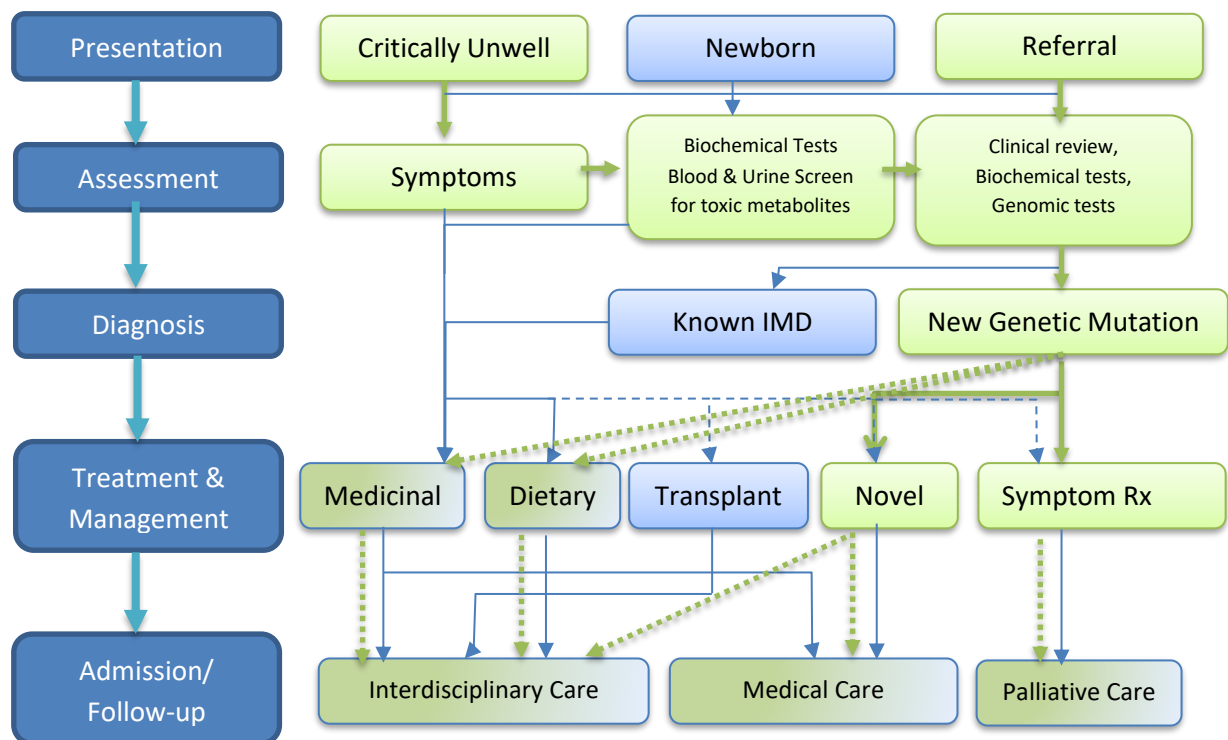 Presentation
Critically Unwell
Newborn
Referral
Assessment
Symptoms
Biochemical Tests
Blood & Urine Screen
for toxic metabolites
Clinical review,
Biochemical tests,
Genomic tests
Diagnosis
Known IMD
New Genetic Mutation
Treatment &
Management
Medicinal
Dietary
Transplant
Novel
Symptom Rx
Admission/
Follow-up
Interdisciplinary Care
Medical Care
Palliative Care